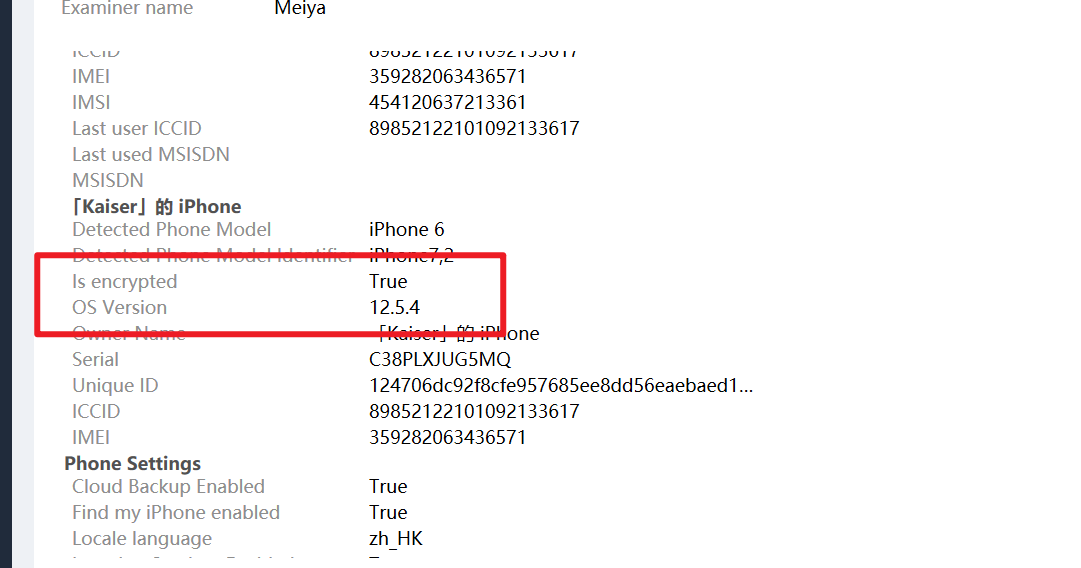 Examiner name Meiya
ICCID 89852122101092133617
IMEI 359282063436571
IMSI 454120637213361
Last user ICCID 89852122101092133617
Last used MSISDN
MSISDN
「Kaiser」的 iPhone
Detected Phone Model iPhone 6
Detected Phone Model Identifier iPhone7,2
Is encrypted True
OS Version 12.5.4
Owner Name 「Kaiser」的 iPhone
Serial C38PLXJUG5MQ
Unique ID 124706dc92f8cfe957685ee8dd56eaebaed1...
ICCID 89852122101092133617
IMEI 359282063436571
Phone Settings
Cloud Backup Enabled True
Find my iPhone enabled True
Locale language zh_HK